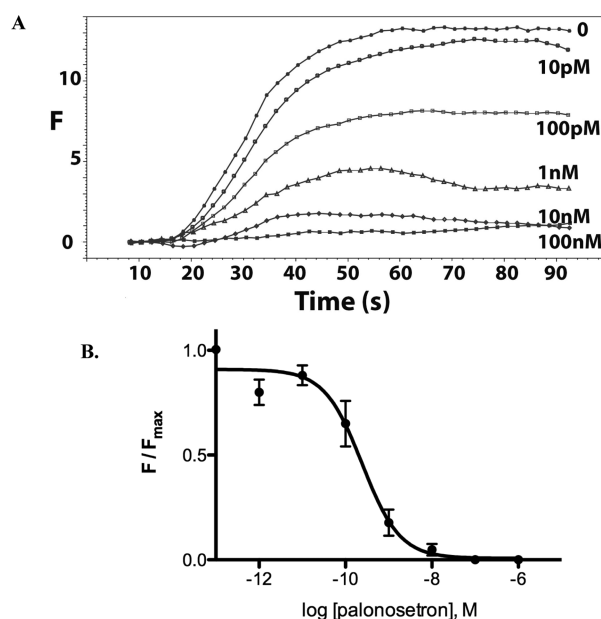 A
F
10
5
0
0
10pM
100pM
1nM
10nM
100nM
10 20 30 40 50 60 70 80 90
Time (s)
B.
F / Fmax
1.0
0.5
0.0
-12 -10 -8 -6
log [palonosetron], M